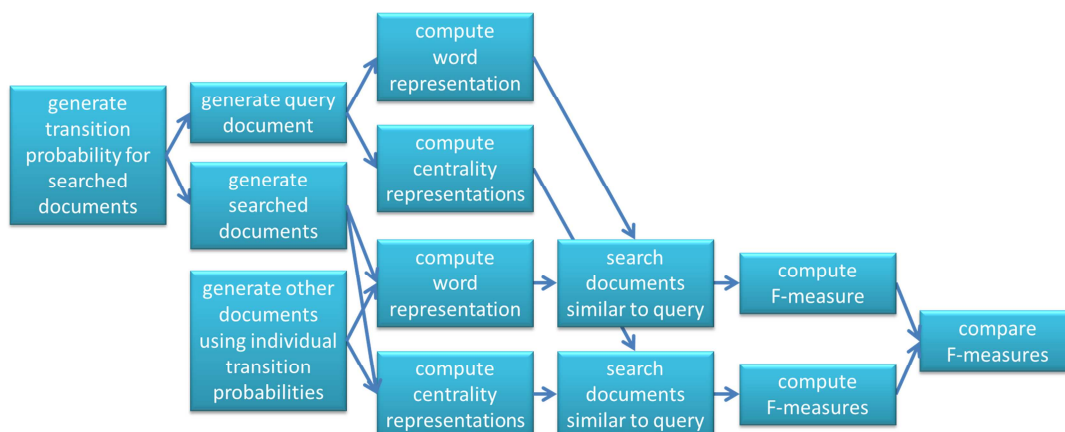 generate
transition
probability for
searched
documents
generate query
document
generate
searched
documents
generate other
documents
using individual
transition
probabilities
compute
word
representation
compute
centrality
representations
compute
word
representation
compute
centrality
representations
search
documents
similar to query
search
documents
similar to query
compute
F-measure
compute
F-measures
compare
F-measures